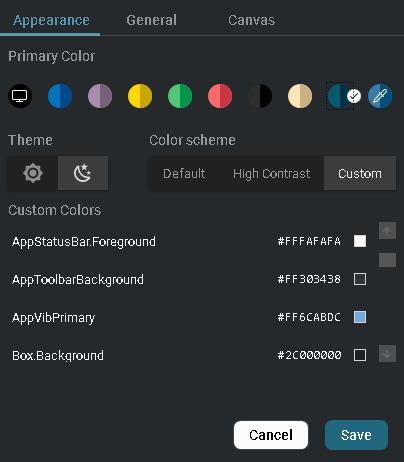 Appearance General Canvas
Primary Color
Theme Color scheme
Default High Contrast Custom
Custom Colors
AppStatusBar.Foreground #FFFAFAFA
AppToolbarBackground #FF303438
AppVibPrimary #FF6CABDC
Box.Background #2C000000
Cancel Save